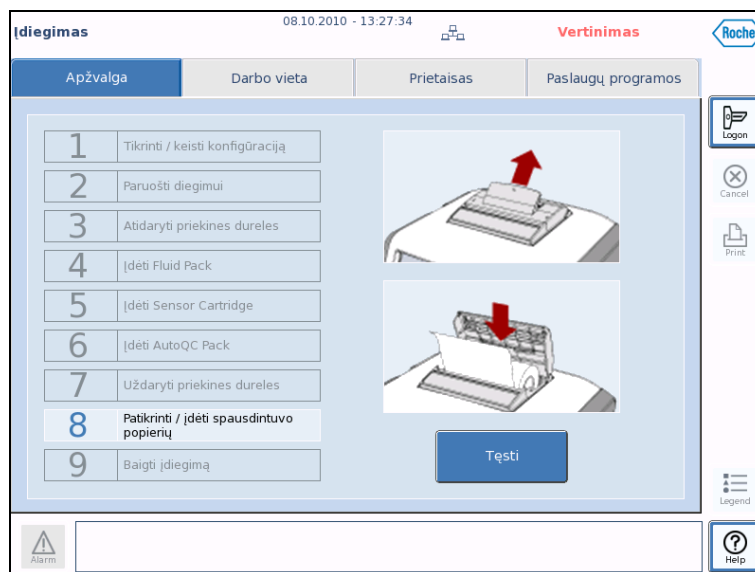 Įdiegimas
08.10.2010 - 13:27:34
Vertinimas
Roche
Apžvalga
Darbo vieta
Prietaisas
Paslaugų programos
1 Tikrinti / keisti konfigūraciją
2 Paruošti diegimui
3 Atidaryti priekines dureles
4 Įdėti Fluid Pack
5 Įdėti Sensor Cartridge
6 Įdėti AutoQC Pack
7 Uždaryti priekines dureles
8 Patikrinti / įdėti spausdintuvo
popierių
9 Baigti įdiegimą
Tęsti
Logon
Cancel
Print
Legend
Help
Alarm